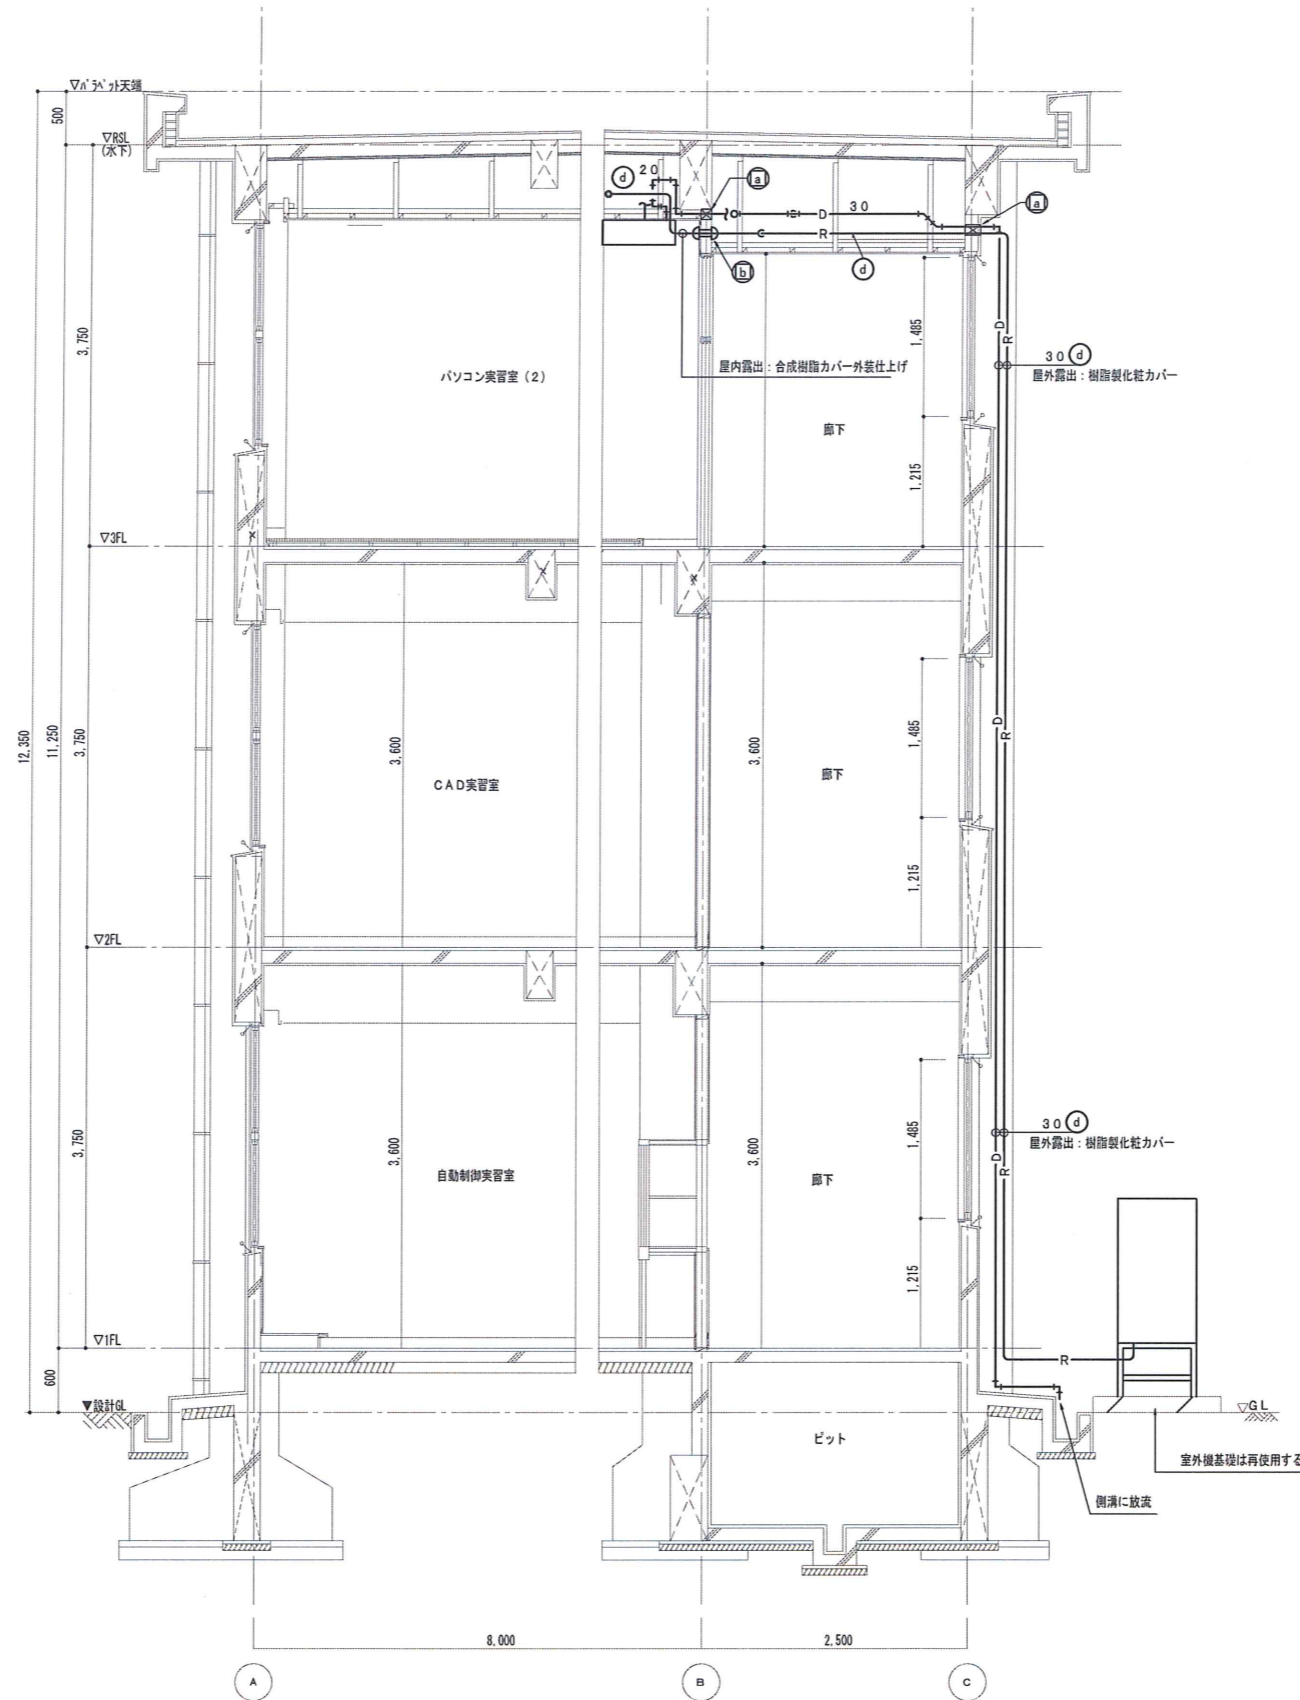 ▽パラペット天端
500
▽RSL
(水下)
d
20
a
D
30
a
R
b
d
3,750
1,485
D
R
30 d
屋外露出：樹脂製化粧カバー
屋内露出：合成樹脂カバー外装仕上げ
パソコン実習室（2）
廊下
1,215
▽3FL
12,350
11,250
3,750
3,600
3,600
1,485
D
R
CAD実習室
廊下
1,215
▽2FL
3,750
3,600
3,600
1,485
30 d
屋外露出：樹脂製化粧カバー
D
R
自動制御実習室
廊下
1,215
▽1FL
600
R
▼設計GL
▽GL
ピット
室外機基礎は再使用する
側溝に放流
8,000
2,500
A
B
C